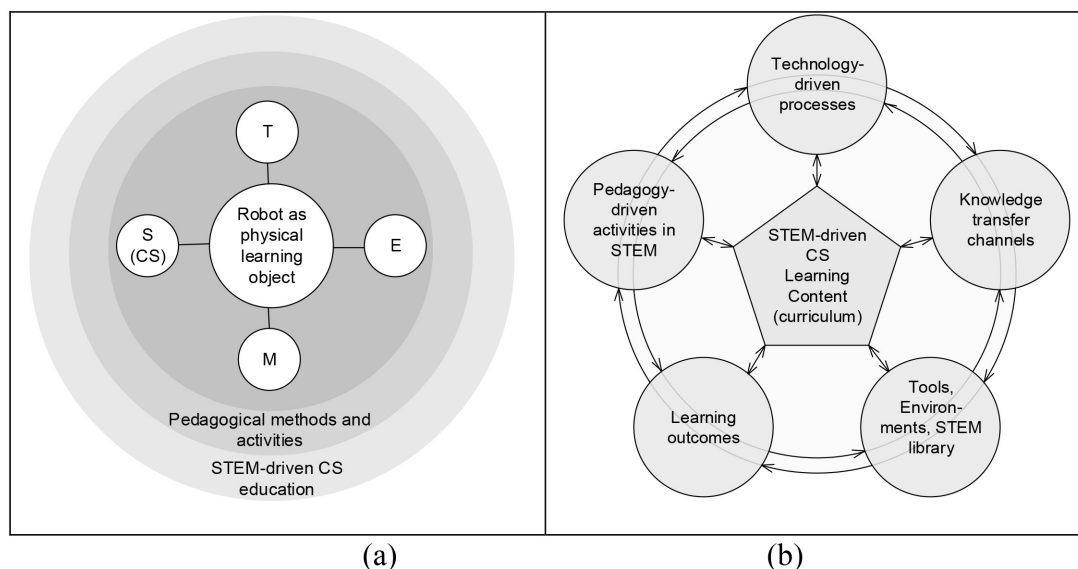 T
Robot as
physical
learning
object
S
(CS)
E
M
Pedagogical methods and
activities
STEM-driven CS
education
(a)
Technology-
driven
processes
Pedagogy-
driven
activities in
STEM
Knowledge
transfer
channels
STEM-driven
CS
Learning
Content
(curriculum)
Learning
outcomes
Tools,
Environ-
ments, STEM
library
(b)